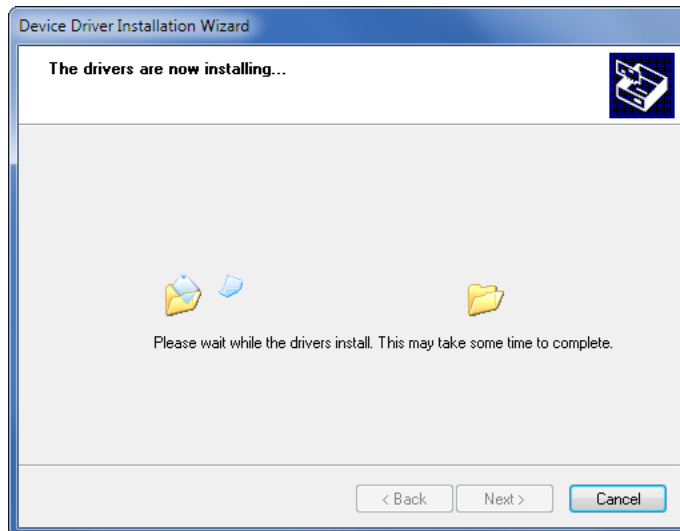 Device Driver Installation Wizard
The drivers are now installing...
Please wait while the drivers install. This may take some time to complete.
< Back
Next >
Cancel